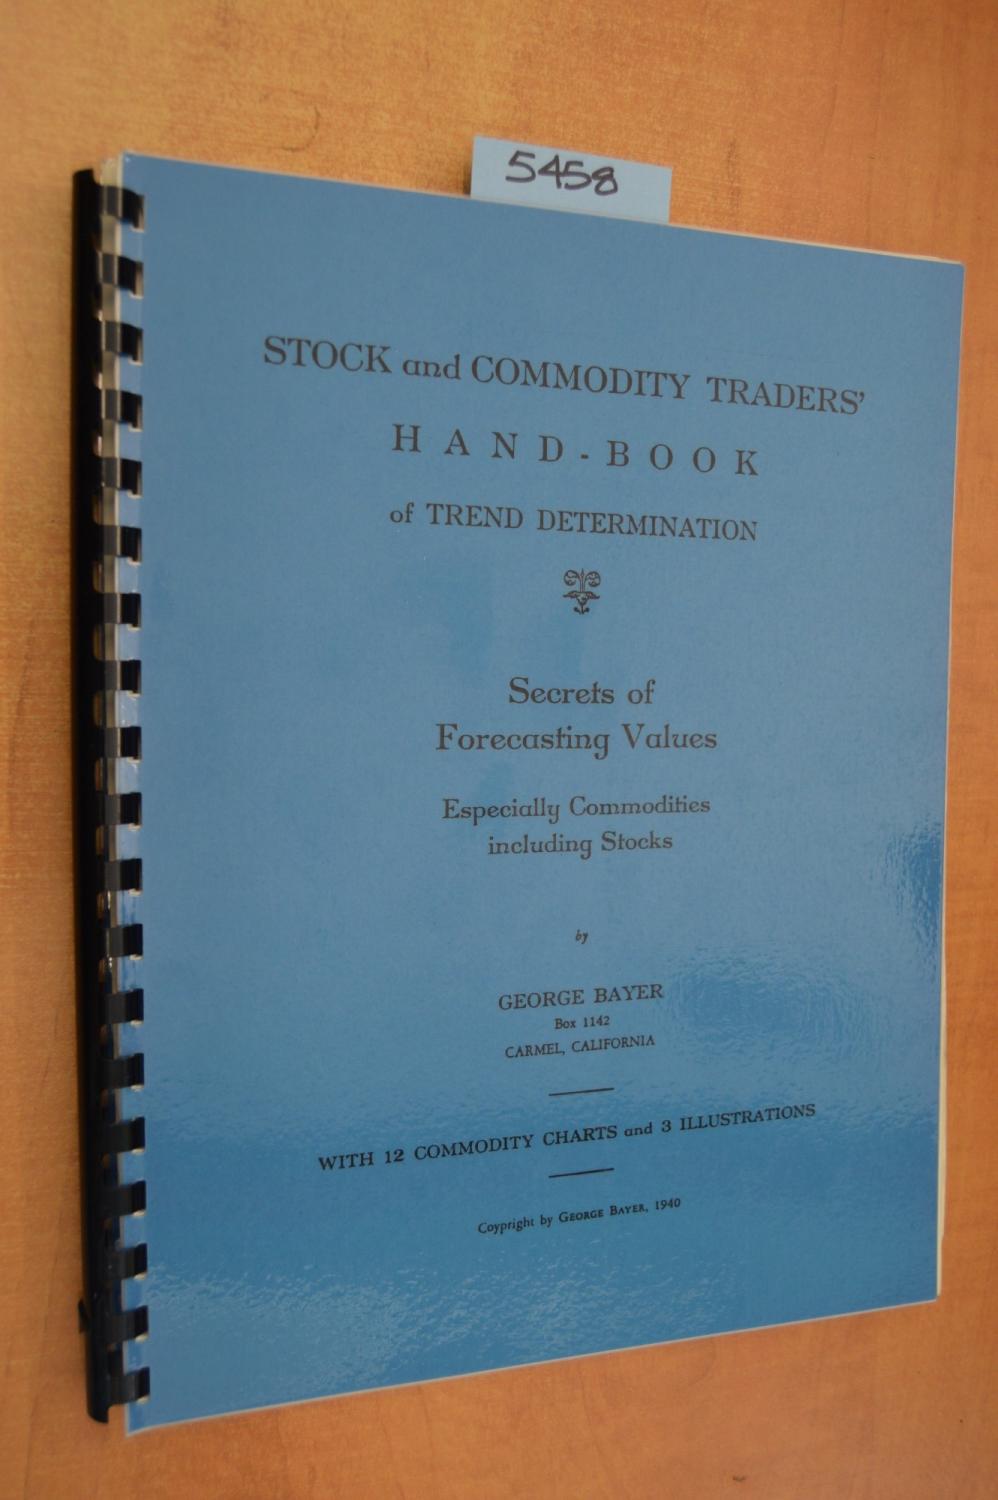 5458
STOCK and COMMODITY TRADERS'
HAND-BOOK
of TREND DETERMINATION
Secrets of
Forecasting Values
Especially Commodities
including Stocks
by
GEORGE BAYER
Box 1142
CARMEL, CALIFORNIA
WITH 12 COMMODITY CHARTS and 3 ILLUSTRATIONS
Coypright by GEORGE BAYER, 1940